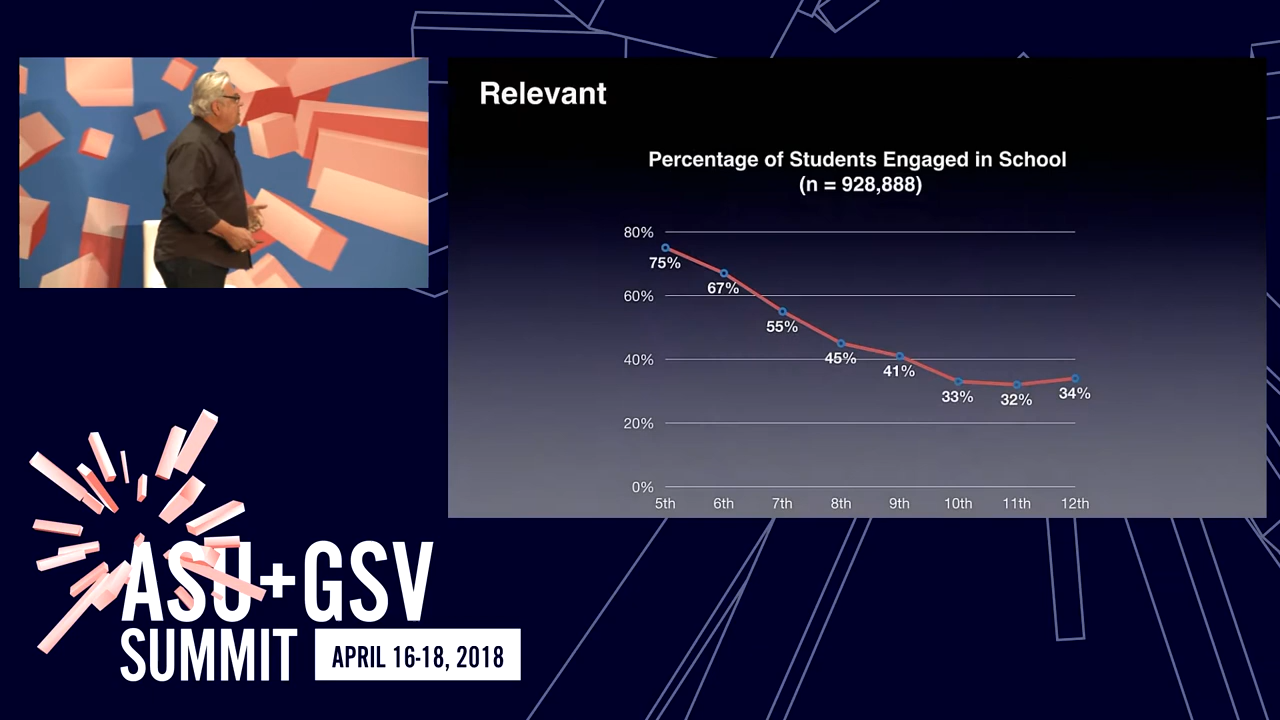 Relevant
Percentage of Students Engaged in School
(n = 928,888)
80%
60%
40%
20%
0%
75%
67%
55%
45%
41%
33%
32%
34%
5th 6th 7th 8th 9th 10th 11th 12th
ASU+GSV
SUMMIT APRIL 16-18, 2018